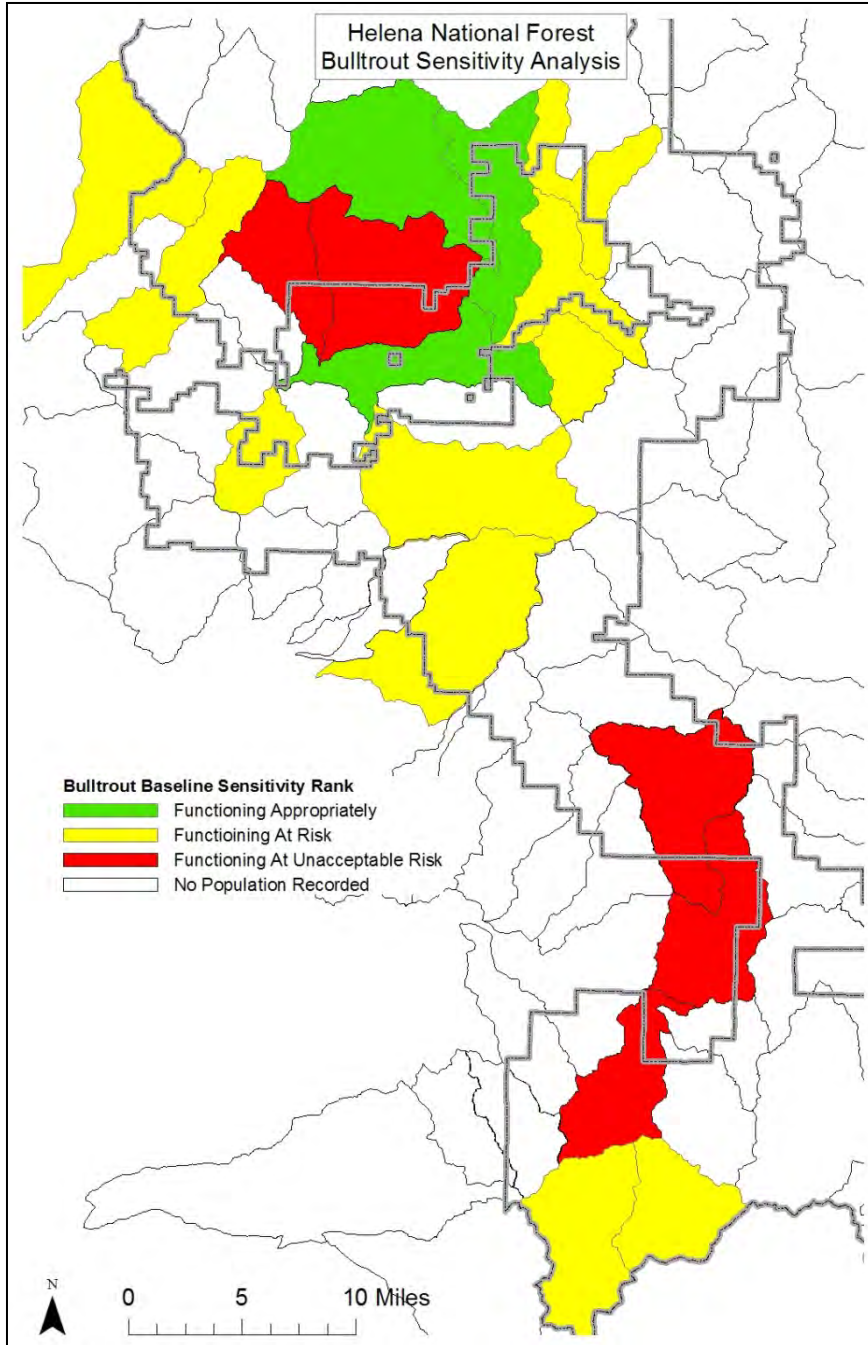 Helena National Forest
Bulltrout Sensitivity Analysis
Bulltrout Baseline Sensitivity Rank
Functioning Appropriately
Functioining At Risk
Functioning At Unacceptable Risk
No Population Recorded
N
0 5 10 Miles